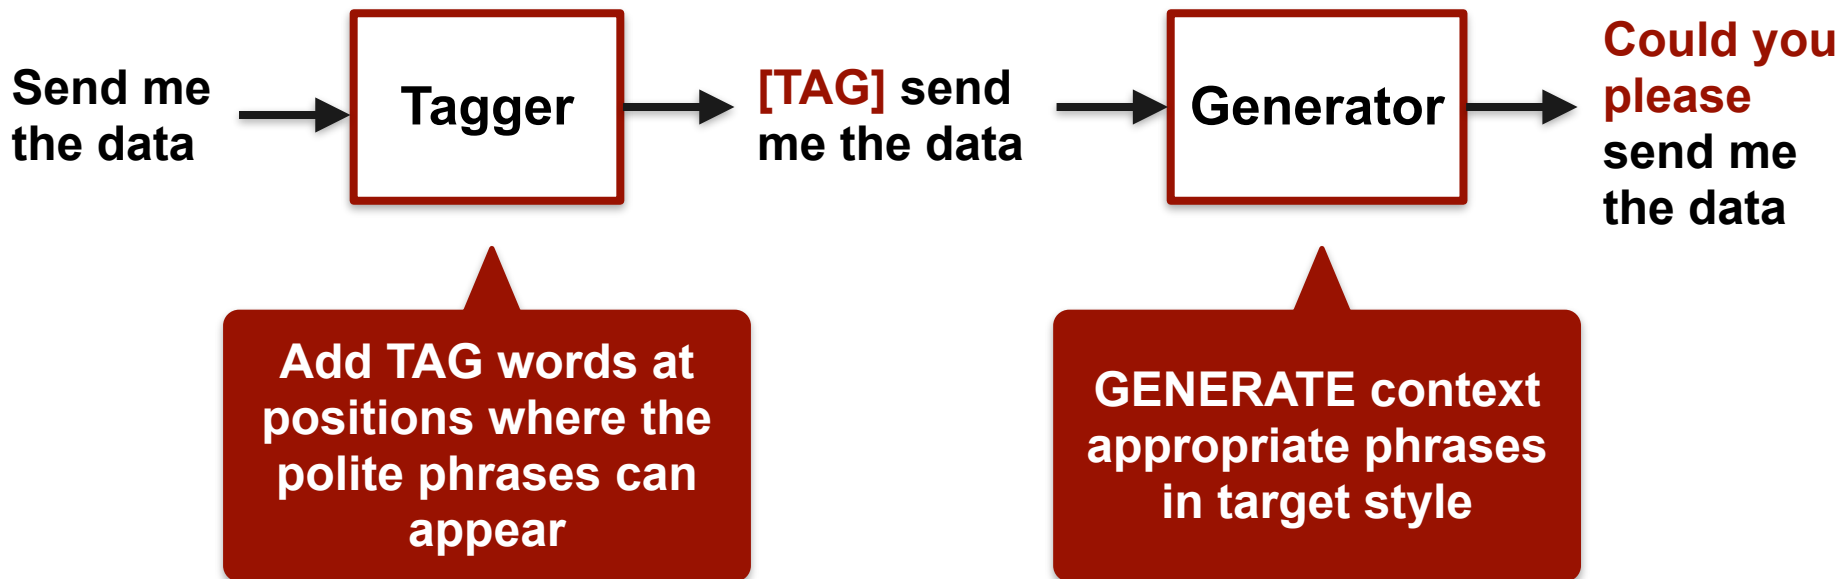 Send me
the data
Tagger
[TAG] send
me the data
Generator
Could you
please
send me
the data
Add TAG words at
positions where the
polite phrases can
appear
GENERATE context
appropriate phrases
in target style